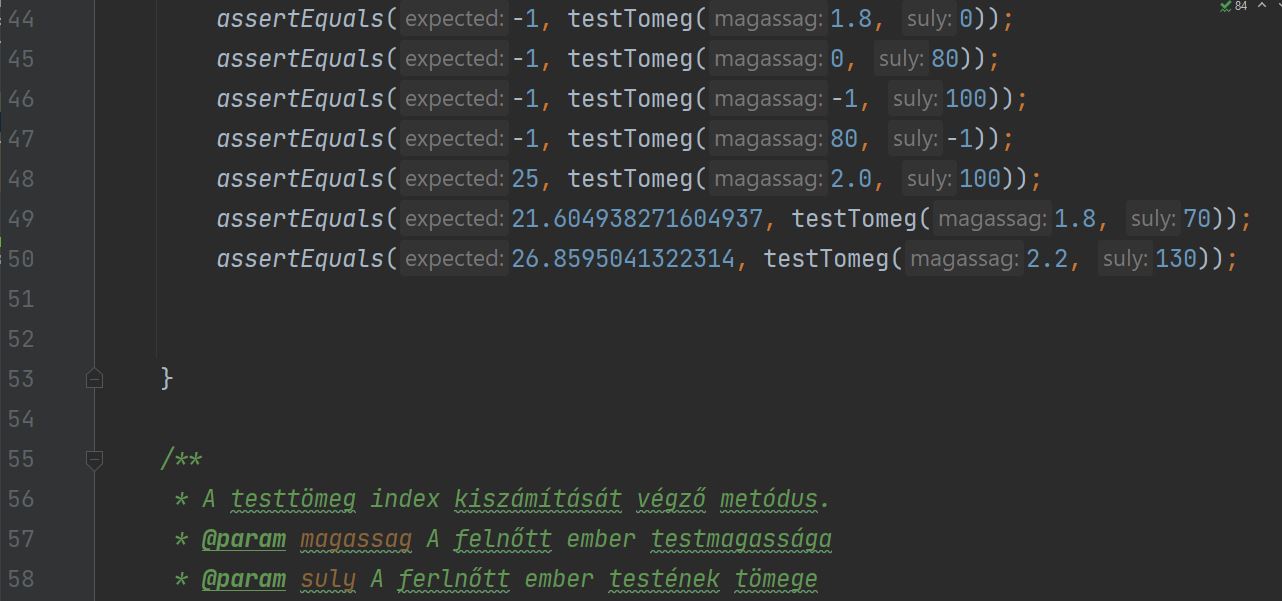 84
44 assertEquals( expected: -1, testTomeg( magassag: 1.8, suly: 0));
45 assertEquals( expected: -1, testTomeg( magassag: 0, suly: 80));
46 assertEquals( expected: -1, testTomeg( magassag: -1, suly: 100));
47 assertEquals( expected: -1, testTomeg( magassag: 80, suly: -1));
48 assertEquals( expected: 25, testTomeg( magassag: 2.0, suly: 100));
49 assertEquals( expected: 21.604938271604937, testTomeg( magassag: 1.8, suly: 70));
50 assertEquals( expected: 26.8595041322314, testTomeg( magassag: 2.2, suly: 130));
51
52
53 }
54
55 /**
56 * A testtömeg index kiszámítását végző metódus.
57 * @param magassag A felnőtt ember testmagassága
58 * @param suly A ferlnőtt ember testének tömege